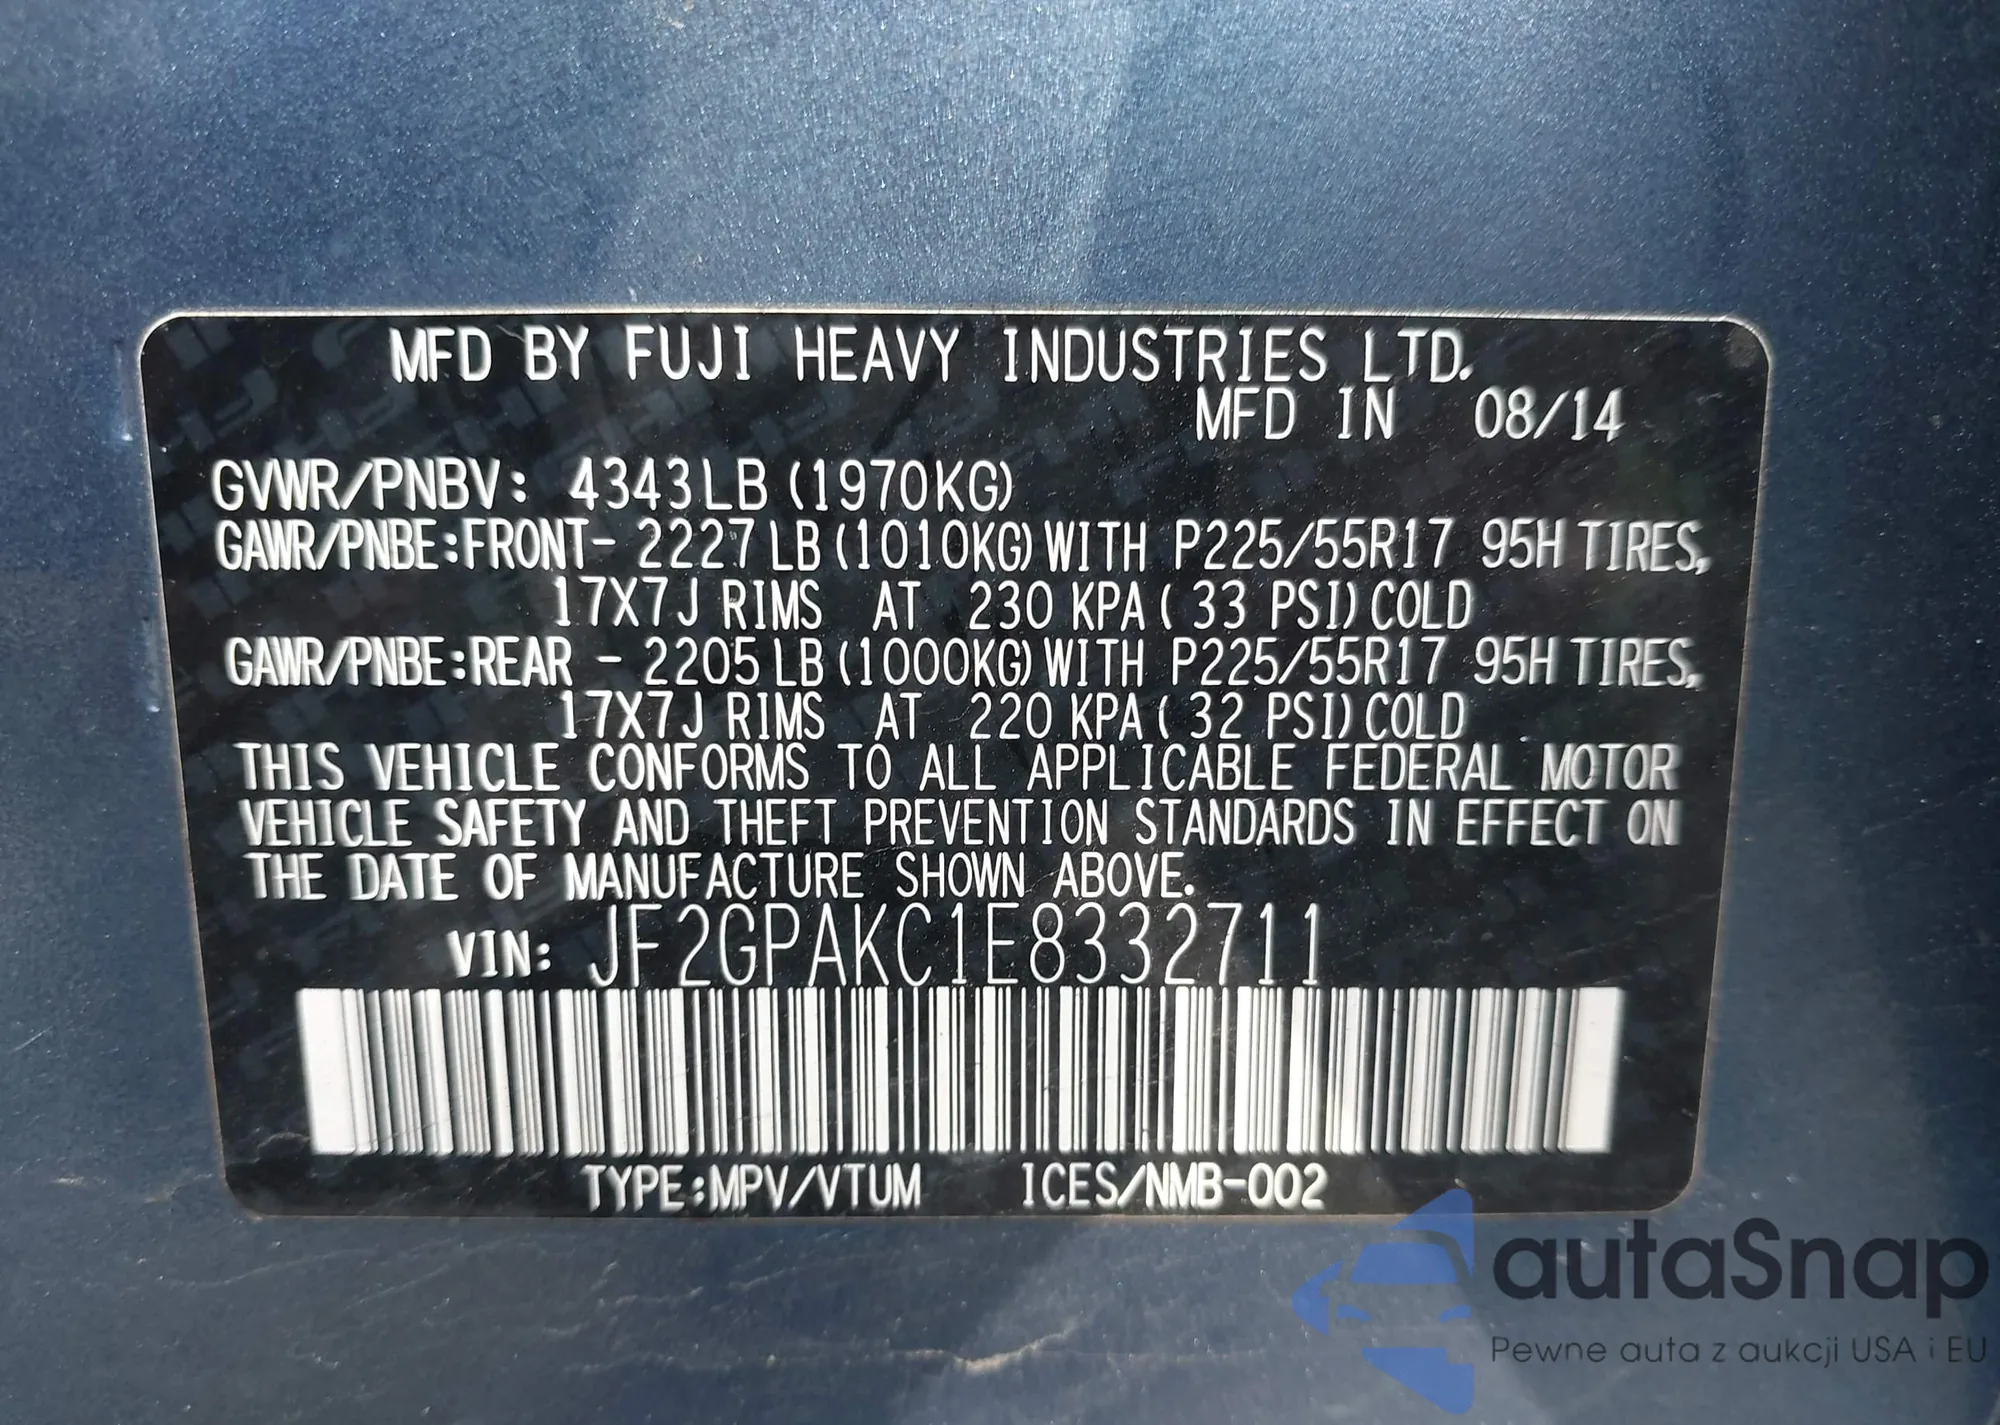 MFD BY FUJI HEAVY INDUSTRIES LTD.
MFD IN 08/14
GVWR/PNBV: 4343LB (1970KG)
GAWR/PNBE:FRONT- 2227LB (1010KG) WITH P225/55R17 95H TIRES,
17X7J RIMS AT 230 KPA ( 33 PSI) COLD
GAWR/PNBE:REAR - 2205LB (1000KG) WITH P225/55R17 95H TIRES,
17X7J RIMS AT 220 KPA ( 32 PSI) COLD
THIS VEHICLE CONFORMS TO ALL APPLICABLE FEDERAL MOTOR
VEHICLE SAFETY AND THEFT PREVENTION STANDARDS IN EFFECT ON
THE DATE OF MANUFACTURE SHOWN ABOVE.
VIN: JF2GPAKC1E8332711
TYPE:MPV/VTUM ICES/NMB-002
autaSnap
Pewne auta z aukcji USA i EU